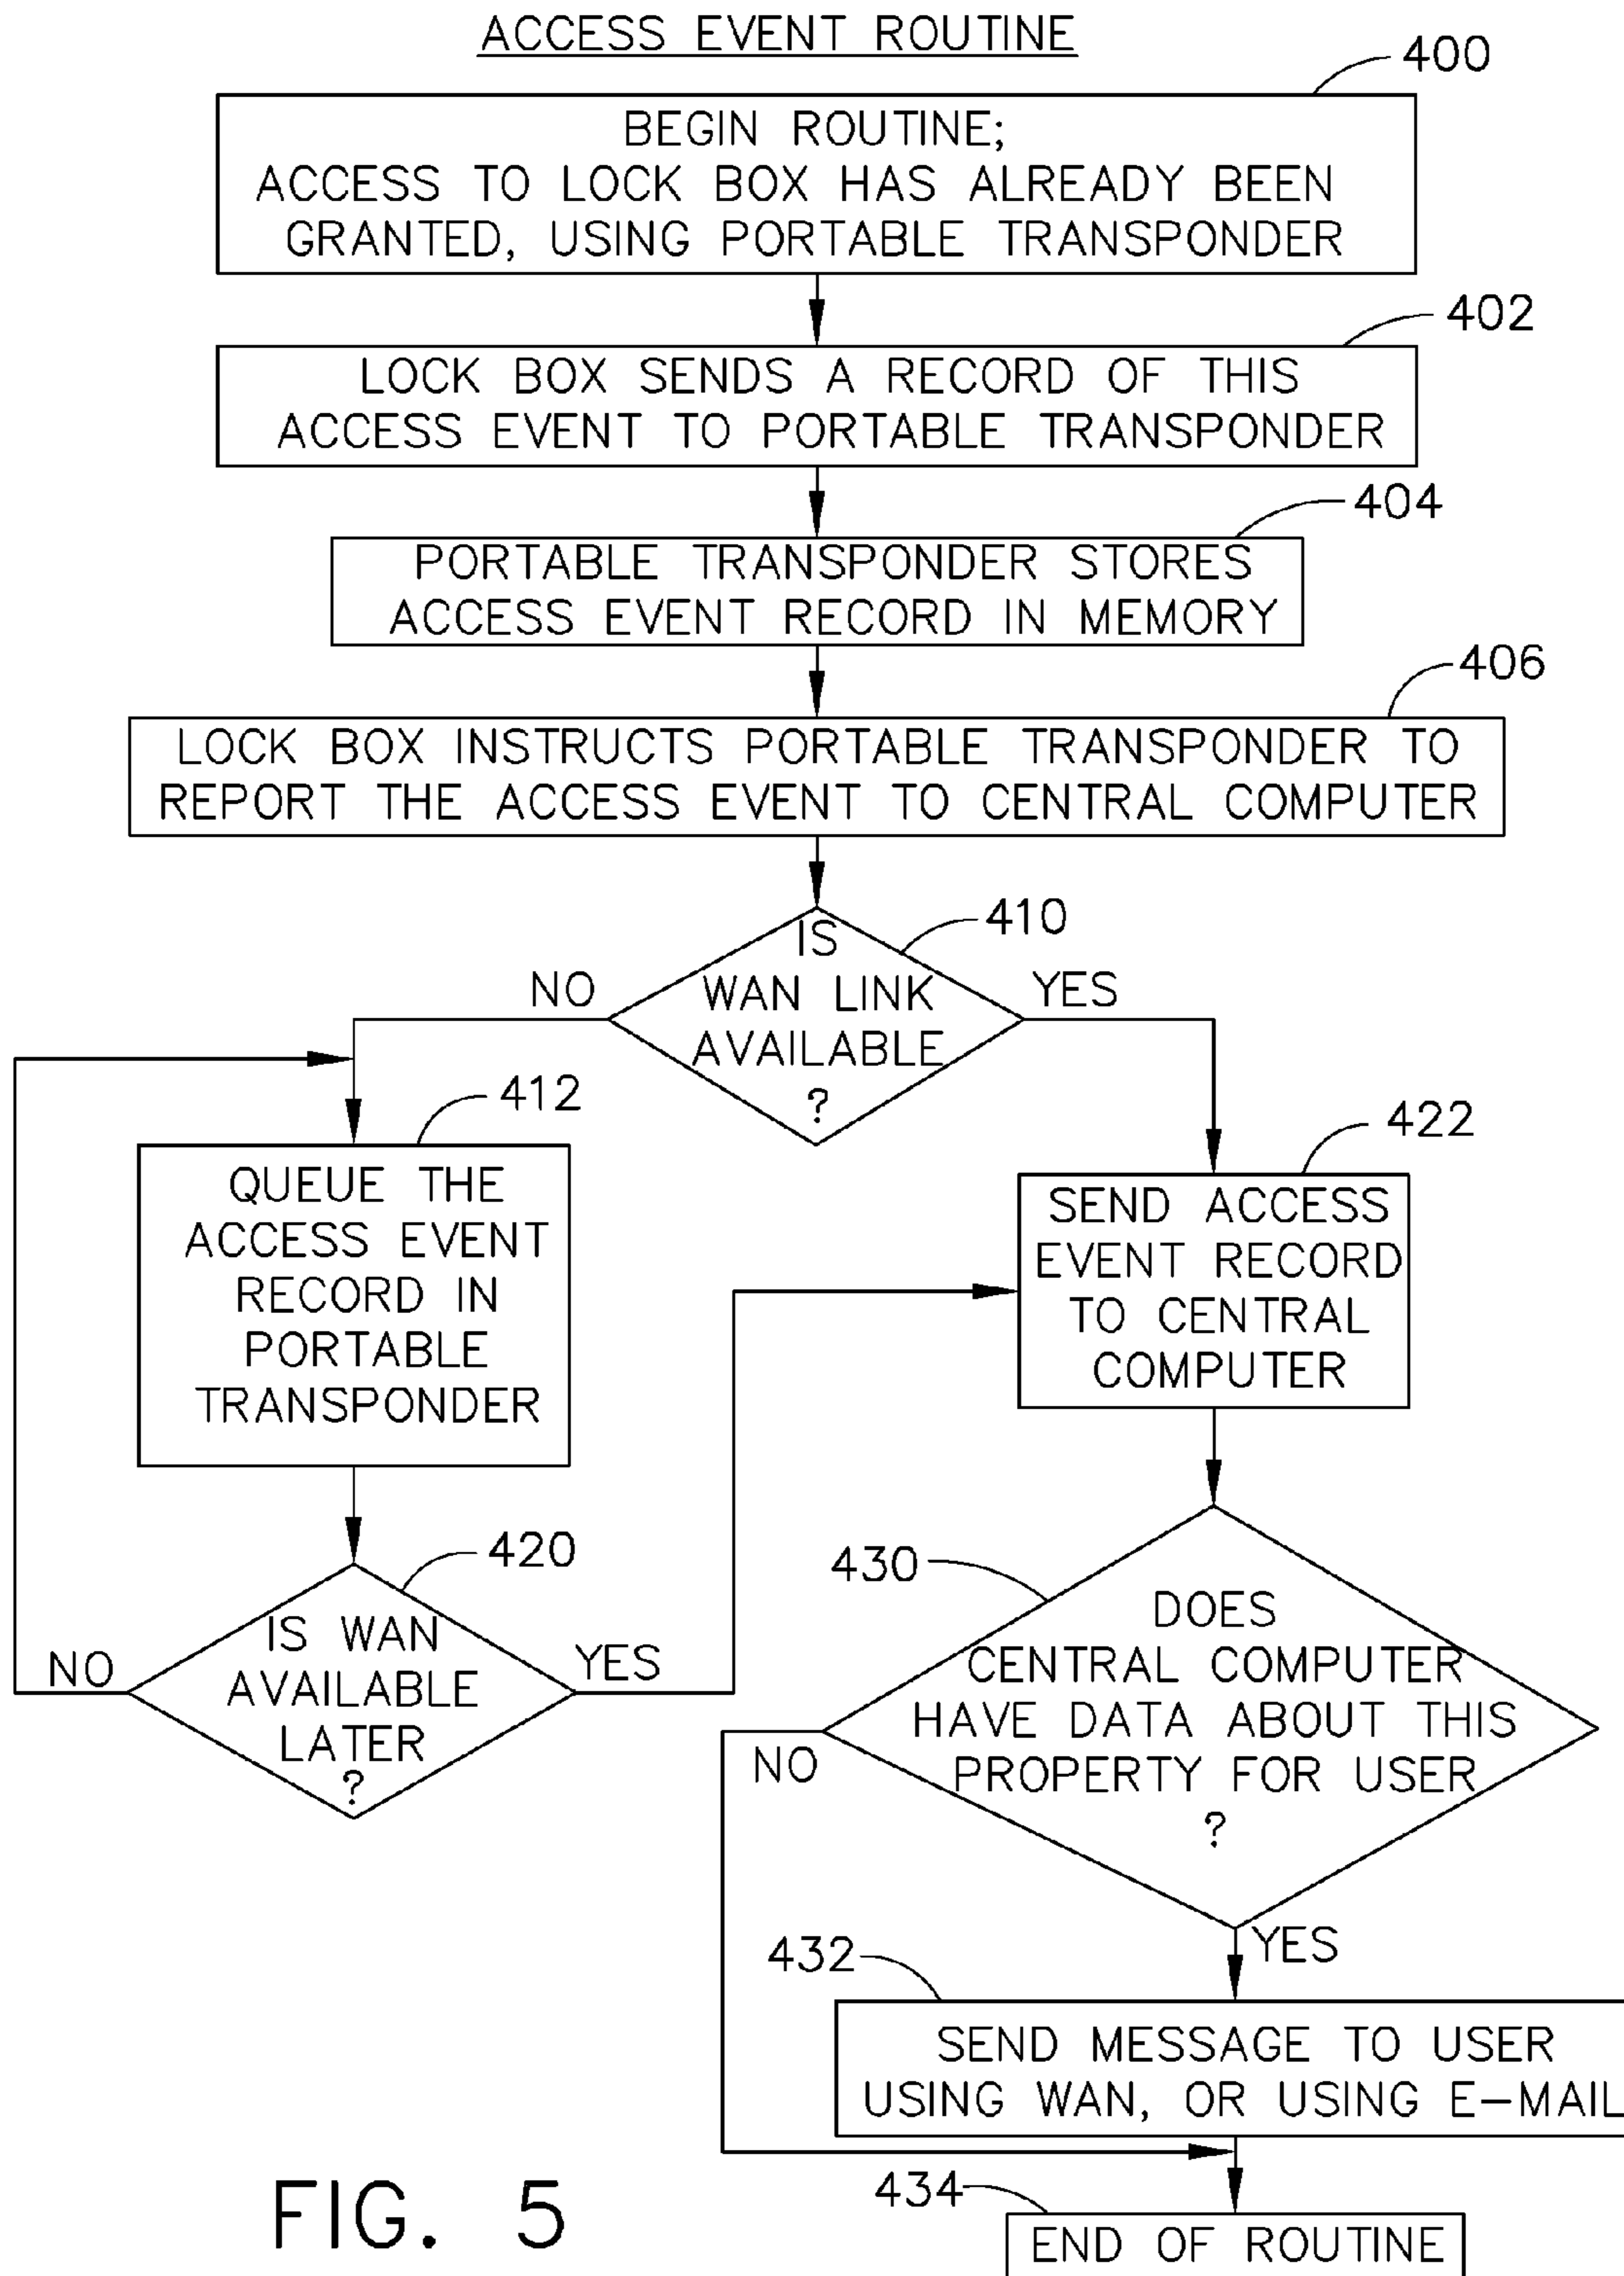 ACCESS EVENT ROUTINE
400
BEGIN ROUTINE;
ACCESS TO LOCK BOX HAS ALREADY BEEN
GRANTED, USING PORTABLE TRANSPONDER
402
LOCK BOX SENDS A RECORD OF THIS
ACCESS EVENT TO PORTABLE TRANSPONDER
404
PORTABLE TRANSPONDER STORES
ACCESS EVENT RECORD IN MEMORY
406
LOCK BOX INSTRUCTS PORTABLE TRANSPONDER TO
REPORT THE ACCESS EVENT TO CENTRAL COMPUTER
410
IS
WAN LINK
AVAILABLE
?
NO
YES
412
QUEUE THE
ACCESS EVENT
RECORD IN
PORTABLE
TRANSPONDER
422
SEND ACCESS
EVENT RECORD
TO CENTRAL
COMPUTER
420
IS WAN
AVAILABLE
LATER
?
NO
YES
430
DOES
CENTRAL COMPUTER
HAVE DATA ABOUT THIS
PROPERTY FOR USER
?
NO
YES
432
SEND MESSAGE TO USER
USING WAN, OR USING E-MAIL
434
END OF ROUTINE
FIG. 5